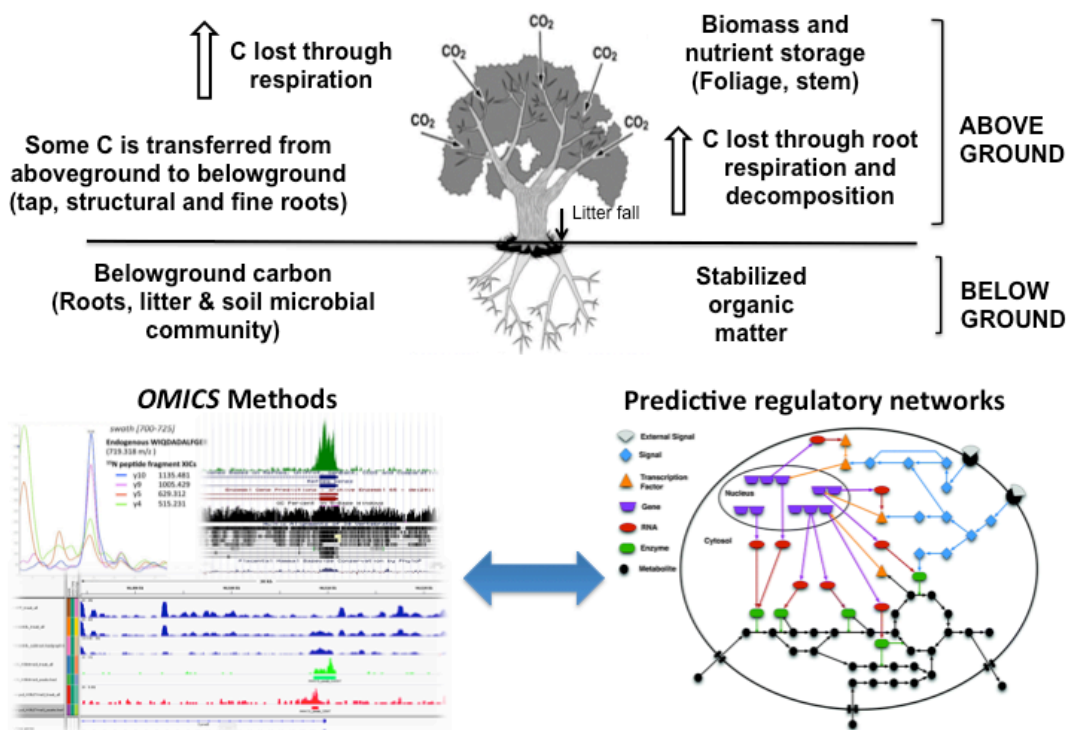 C lost through
respiration
CO2
CO2
CO2
CO2
CO2
CO2
CO2
Biomass and
nutrient storage
(Foliage, stem)
ABOVE
GROUND
Some C is transferred from
aboveground to belowground
(tap, structural and fine roots)
C lost through root
respiration and
decomposition
Litter fall
Belowground carbon
(Roots, litter & soil microbial
community)
Stabilized
organic
matter
BELOW
GROUND
OMICS Methods
swath [700-725]
Endogenous
(719.318 m/z )
15N peptide fragment XICs
y10 1135.481
y9 1005.429
y5 629.312
y4 515.231
Predictive regulatory networks
External Signal
Signal
Transcription
Factor
Gene
RNA
Enzyme
Metabolite
Nucleus
Cytosol